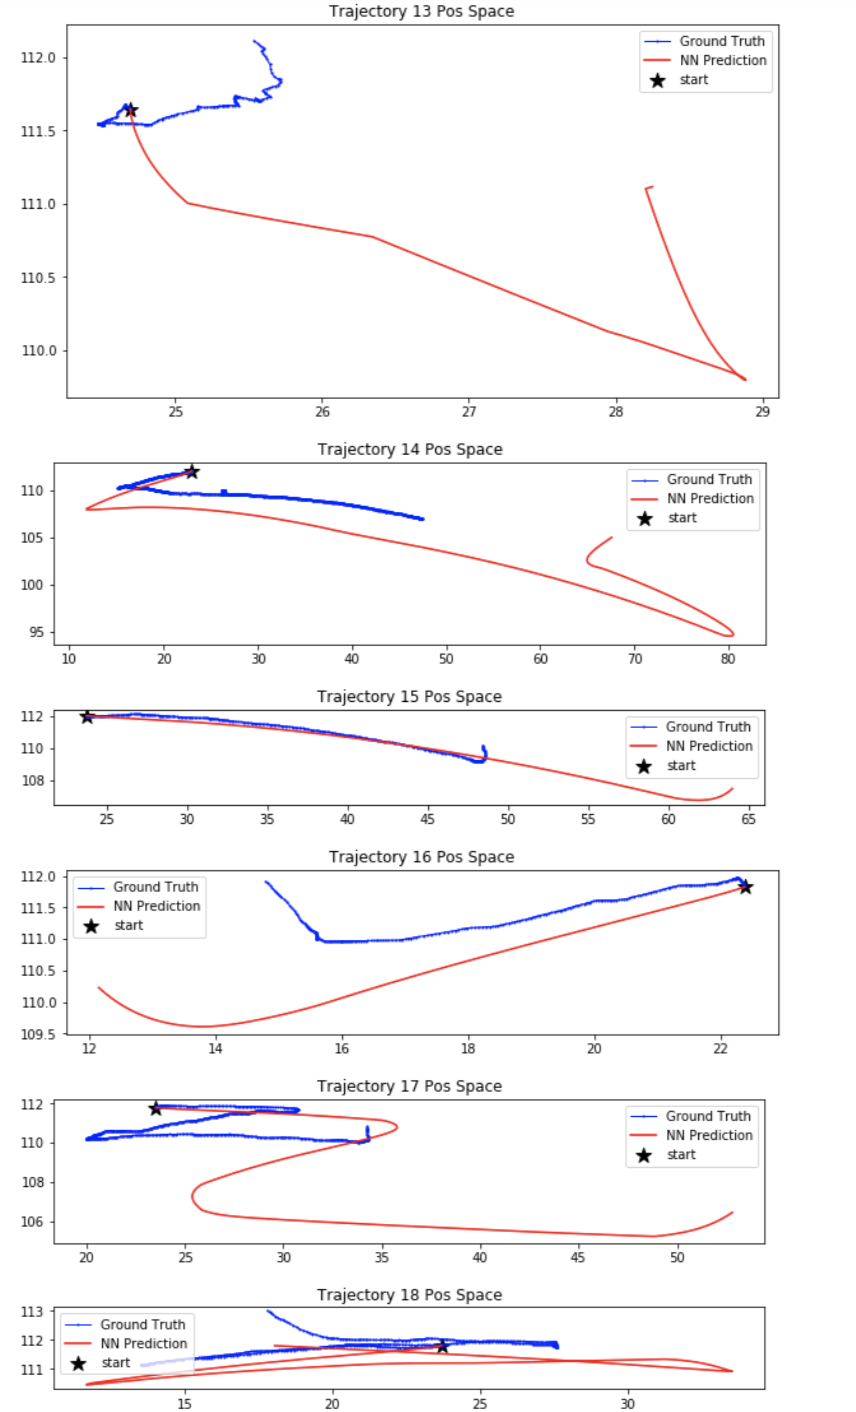 Trajectory 13 Pos Space
112.0
111.5
111.0
110.5
110.0
Ground Truth
NN Prediction
start
25 26 27 28 29
Trajectory 14 Pos Space
110
105
100
95
Ground Truth
NN Prediction
start
10 20 30 40 50 60 70 80
Trajectory 15 Pos Space
112
110
108
Ground Truth
NN Prediction
start
25 30 35 40 45 50 55 60 65
Trajectory 16 Pos Space
112.0
111.5
111.0
110.5
110.0
109.5
Ground Truth
NN Prediction
start
12 14 16 18 20 22
Trajectory 17 Pos Space
112
110
108
106
Ground Truth
NN Prediction
start
20 25 30 35 40 45 50
Trajectory 18 Pos Space
113
112
111
Ground Truth
NN Prediction
start
15 20 25 30